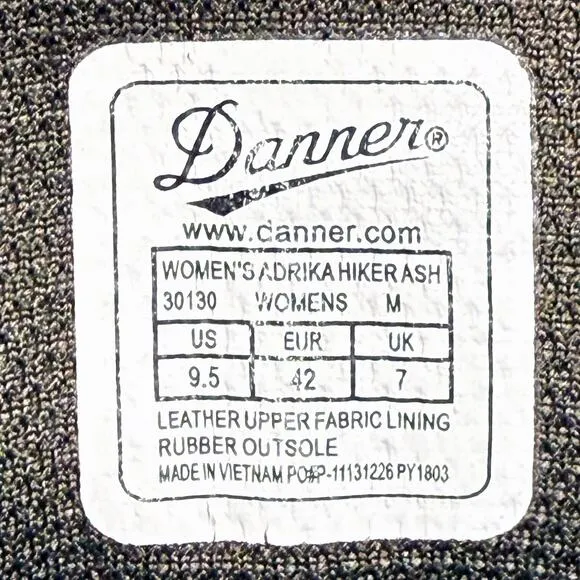 Danner®
www.danner.com
WOMEN'S ADRIKA HIKER ASH
30130 WOMENS M
US EUR UK
9.5 42 7
LEATHER UPPER FABRIC LINING
RUBBER OUTSOLE
MADE IN VIETNAM PO#P-11131226 PY1803